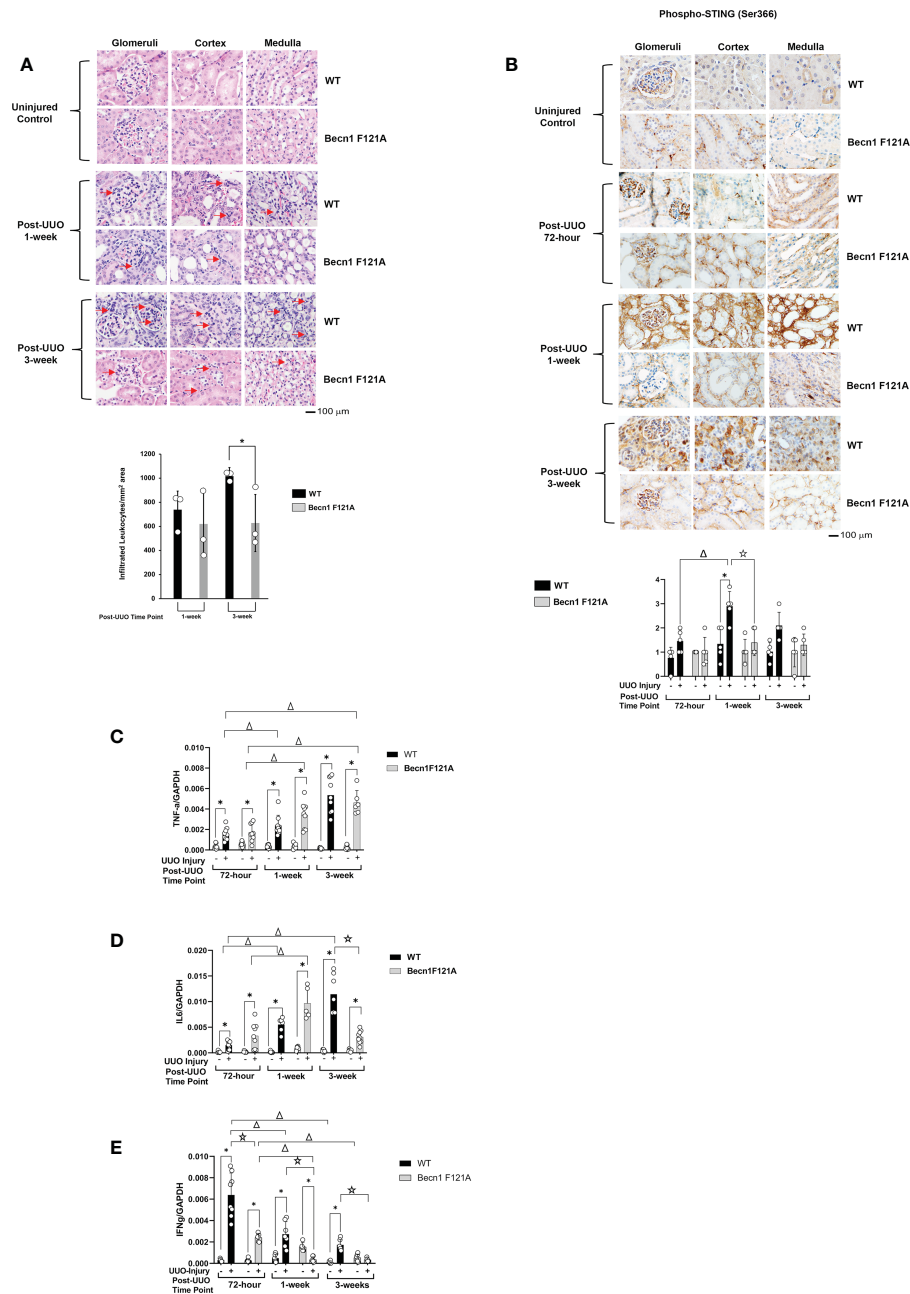 Phospho-STING (Ser366)
A
Glomeruli Cortex Medulla
Uninjured
Control
WT
Becn1 F121A
Post-UUO
1-week
WT
Becn1 F121A
Post-UUO
3-week
WT
Becn1 F121A
100 μm
Infiltrated Leukocytes/mm² area
1200
1000
800
600
400
200
0
*
WT
Becn1 F121A
Post-UUO Time Point
1-week 3-week
B
Glomeruli Cortex Medulla
Uninjured
Control
WT
Becn1 F121A
Post-UUO
72-hour
WT
Becn1 F121A
Post-UUO
1-week
WT
Becn1 F121A
Post-UUO
3-week
WT
Becn1 F121A
100 μm
WT
Becn1 F121A
Δ ☆
*
4
3
2
1
0
UUO Injury - + - + - + - + - + - +
Post-UUO
Time Point
72-hour 1-week 3-week
C
Δ
Δ
Δ
Δ
* * * * * *
TNF-a/GAPDH
0.010
0.008
0.006
0.004
0.002
0.000
WT
Becn1F121A
UUO Injury - + - + - + - + - + - +
Post-UUO
Time Point
72-hour 1-week 3-week
D
Δ
Δ ☆
Δ
* * * * * *
IL6/GAPDH
0.020
0.015
0.010
0.005
0.000
WT
Becn1F121A
UUO Injury - + - + - + - + - + - +
Post-UUO
Time Point
72-hour 1-week 3-week
E
Δ
Δ
☆ Δ
Δ
☆
☆
* * * * *
IFNg/GAPDH
0.010
0.008
0.006
0.004
0.002
0.000
WT
Becn1 F121A
UUO-Injury - + - + - + - + - + - +
Post-UUO
Time Point
72-hour 1-week 3-weeks